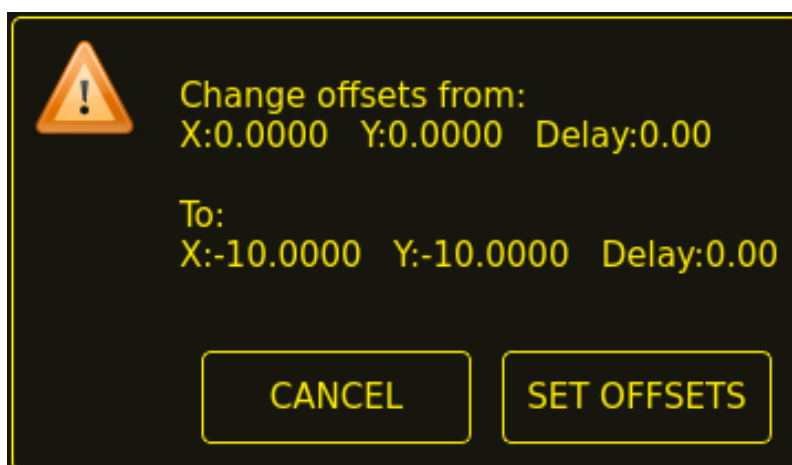 Change offsets from:
X:0.0000 Y:0.0000 Delay:0.00
To:
X:-10.0000 Y:-10.0000 Delay:0.00
CANCEL SET OFFSETS